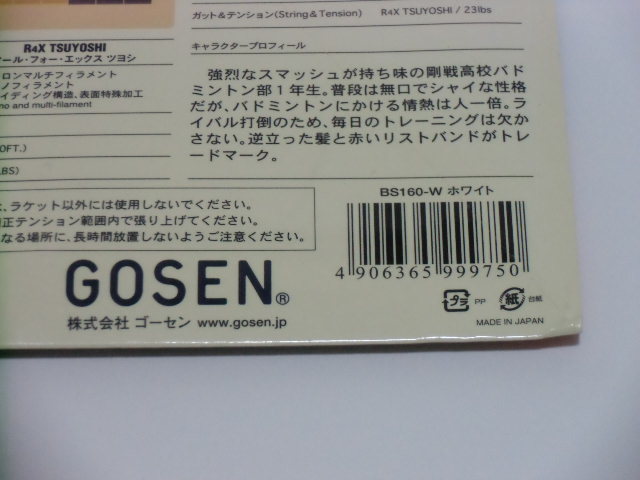 ガット&テンション(String & Tension) R4X TSUYOSHI / 23lbs
R4X TSUYOSHI
アール・フォー・エックス ツヨシ
キャラクタープロフィール
ロンマルチフィラメント
ノフィラメント
イディング構造、表面特殊加工
no and multi-filament
強烈なスマッシュが持ち味の剛戦高校バド
ミントン部1年生。普段は無口でシャイな性格
だが、バドミントンにかける情熱は人一倍。ラ
イバル打倒のため、毎日のトレーニングは欠か
さない。逆立った髪と赤いリストバンドがトレ
ードマーク。
OFT.)
LBS)
、ラケット以外には使用しないでください。
正テンション範囲内で張り上げてください。
なる場所に、長時間放置しないようご注意ください。
BS160-W ホワイト
4 906365 999750
GOSEN®
株式会社 ゴーセン www.gosen.jp
プラ PP 紙 台紙
MADE IN JAPAN